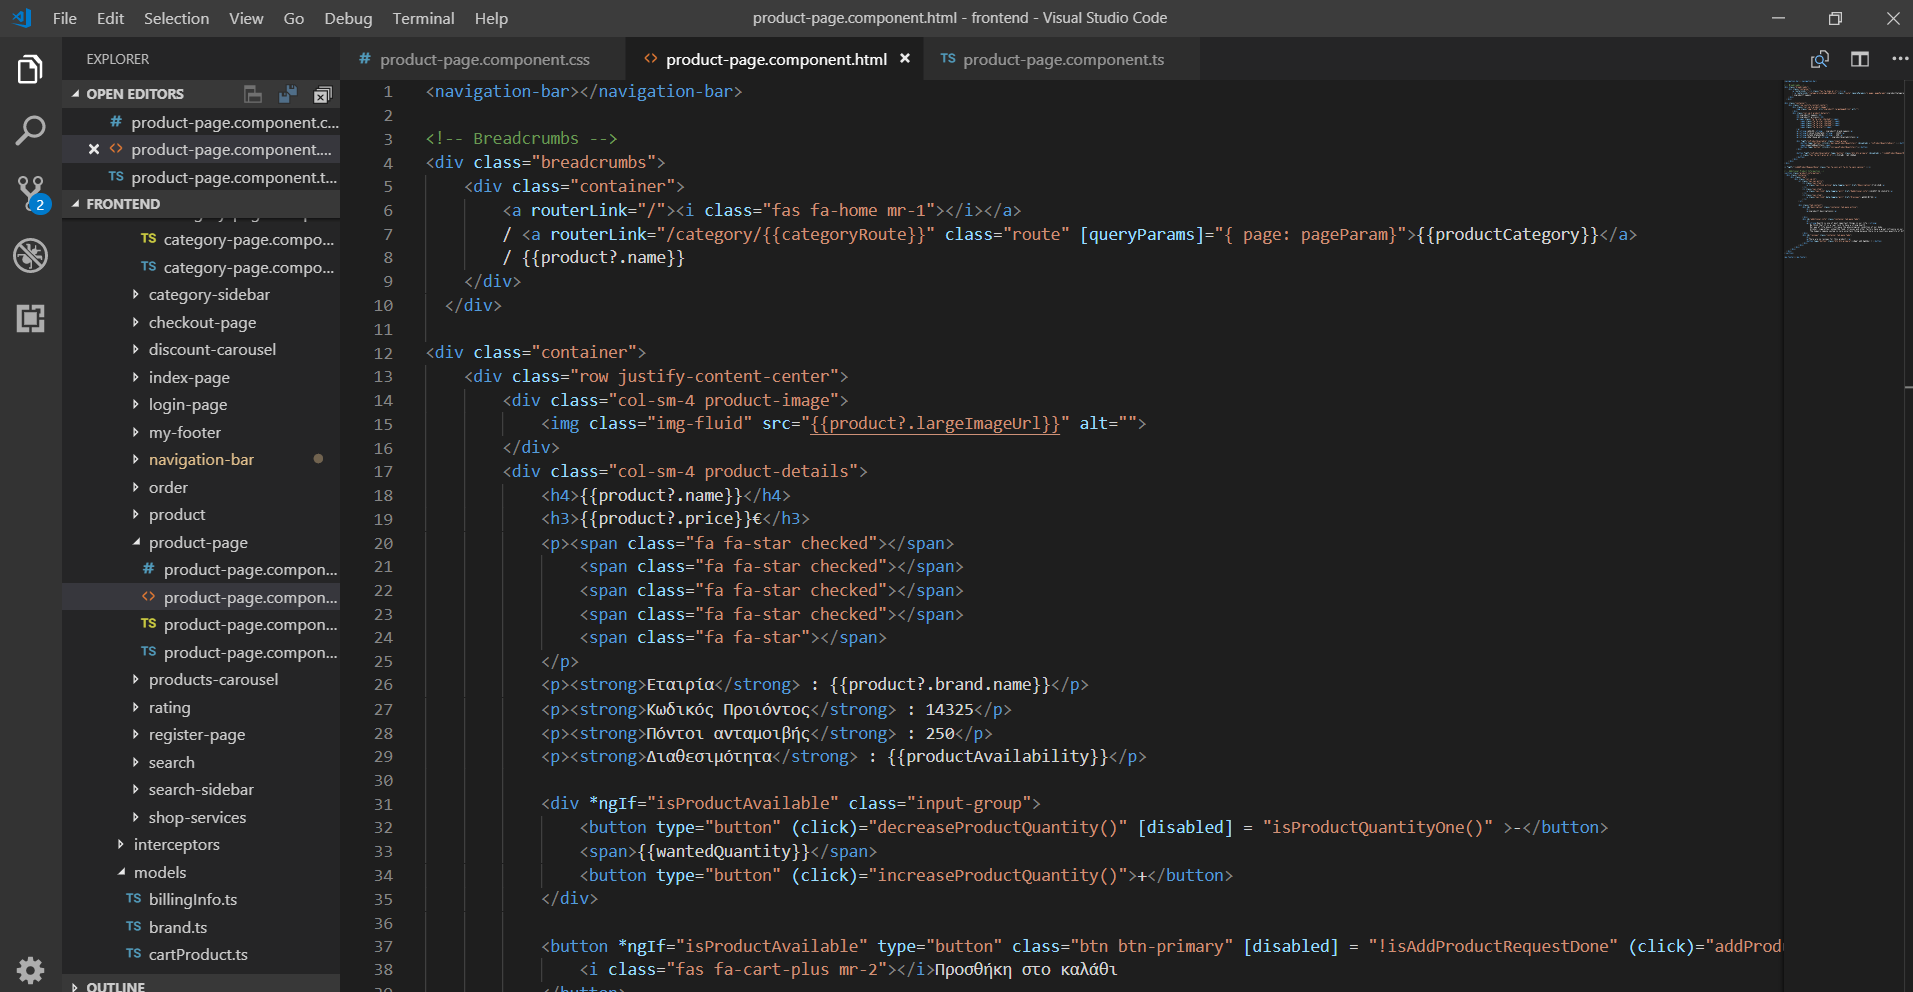 File Edit Selection View Go Debug Terminal Help
product-page.component.html - frontend - Visual Studio Code
EXPLORER
OPEN EDITORS
# product-page.component.c...
<> product-page.component....
TS product-page.component.t...
FRONTEND
TS category-page.compo...
TS category-page.compo...
category-sidebar
checkout-page
discount-carousel
index-page
login-page
my-footer
navigation-bar
order
product
product-page
# product-page.compon...
<> product-page.compon...
TS product-page.compon...
TS product-page.compon...
products-carousel
rating
register-page
search
search-sidebar
shop-services
interceptors
models
TS billingInfo.ts
TS brand.ts
TS cartProduct.ts
OUTLINE
2
# product-page.component.css
<> product-page.component.html
TS product-page.component.ts
1 <navigation-bar></navigation-bar>
2
3 <!-- Breadcrumbs -->
4 <div class="breadcrumbs">
5 <div class="container">
6 <a routerLink="/"><i class="fas fa-home mr-1"></i></a>
7 / <a routerLink="/category/{{categoryRoute}}" class="route" [queryParams]="{ page: pageParam}">{{productCategory}}</a>
8 / {{product?.name}}
9 </div>
10 </div>
11
12 <div class="container">
13 <div class="row justify-content-center">
14 <div class="col-sm-4 product-image">
15 <img class="img-fluid" src="{{product?.largeImageUrl}}" alt="">
16 </div>
17 <div class="col-sm-4 product-details">
18 <h4>{{product?.name}}</h4>
19 <h3>{{product?.price}}€</h3>
20 <p><span class="fa fa-star checked"></span>
21 <span class="fa fa-star checked"></span>
22 <span class="fa fa-star checked"></span>
23 <span class="fa fa-star checked"></span>
24 <span class="fa fa-star"></span>
25 </p>
26 <p><strong>Εταιρία</strong> : {{product?.brand.name}}</p>
27 <p><strong>Κωδικός Προιόντος</strong> : 14325</p>
28 <p><strong>Πόντοι ανταμοιβής</strong> : 250</p>
29 <p><strong>Διαθεσιμότητα</strong> : {{productAvailability}}</p>
30
31 <div *ngIf="isProductAvailable" class="input-group">
32 <button type="button" (click)="decreaseProductQuantity()" [disabled] = "isProductQuantityOne()" >-</button>
33 <span>{{wantedQuantity}}</span>
34 <button type="button" (click)="increaseProductQuantity()">+</button>
35 </div>
36
37 <button *ngIf="isProductAvailable" type="button" class="btn btn-primary" [disabled] = "!isAddProductRequestDone" (click)="addProd
38 <i class="fas fa-cart-plus mr-2"></i>Προσθήκη στο καλάθι